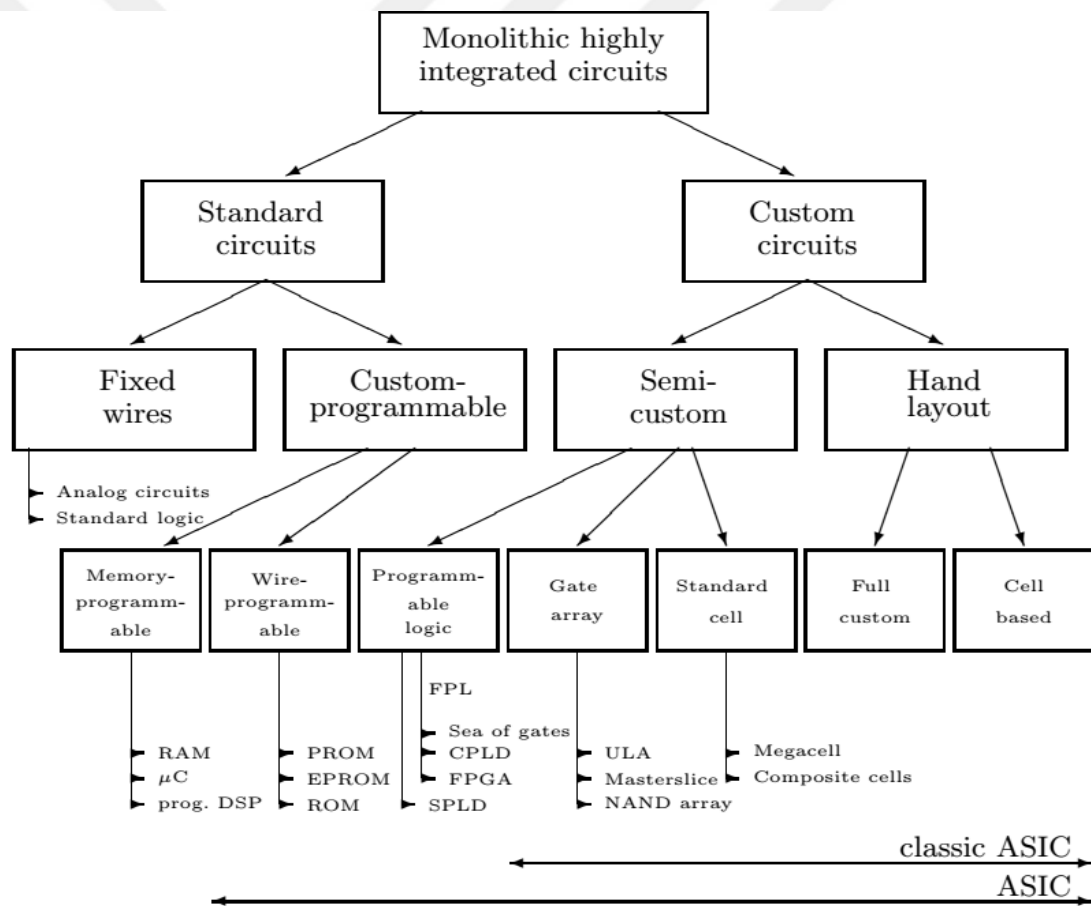 Monolithic highly
integrated circuits
Standard
circuits
Custom
circuits
Fixed
wires
Custom-
programmable
Semi-
custom
Hand
layout
Analog circuits
Standard logic
Memory-
programm-
able
Wire-
programm-
able
Programm-
able
logic
Gate
array
Standard
cell
Full
custom
Cell
based
RAM
μC
prog. DSP
PROM
EPROM
ROM
FPL
Sea of gates
CPLD
FPGA
SPLD
ULA
Masterslice
NAND array
Megacell
Composite cells
classic ASIC
ASIC